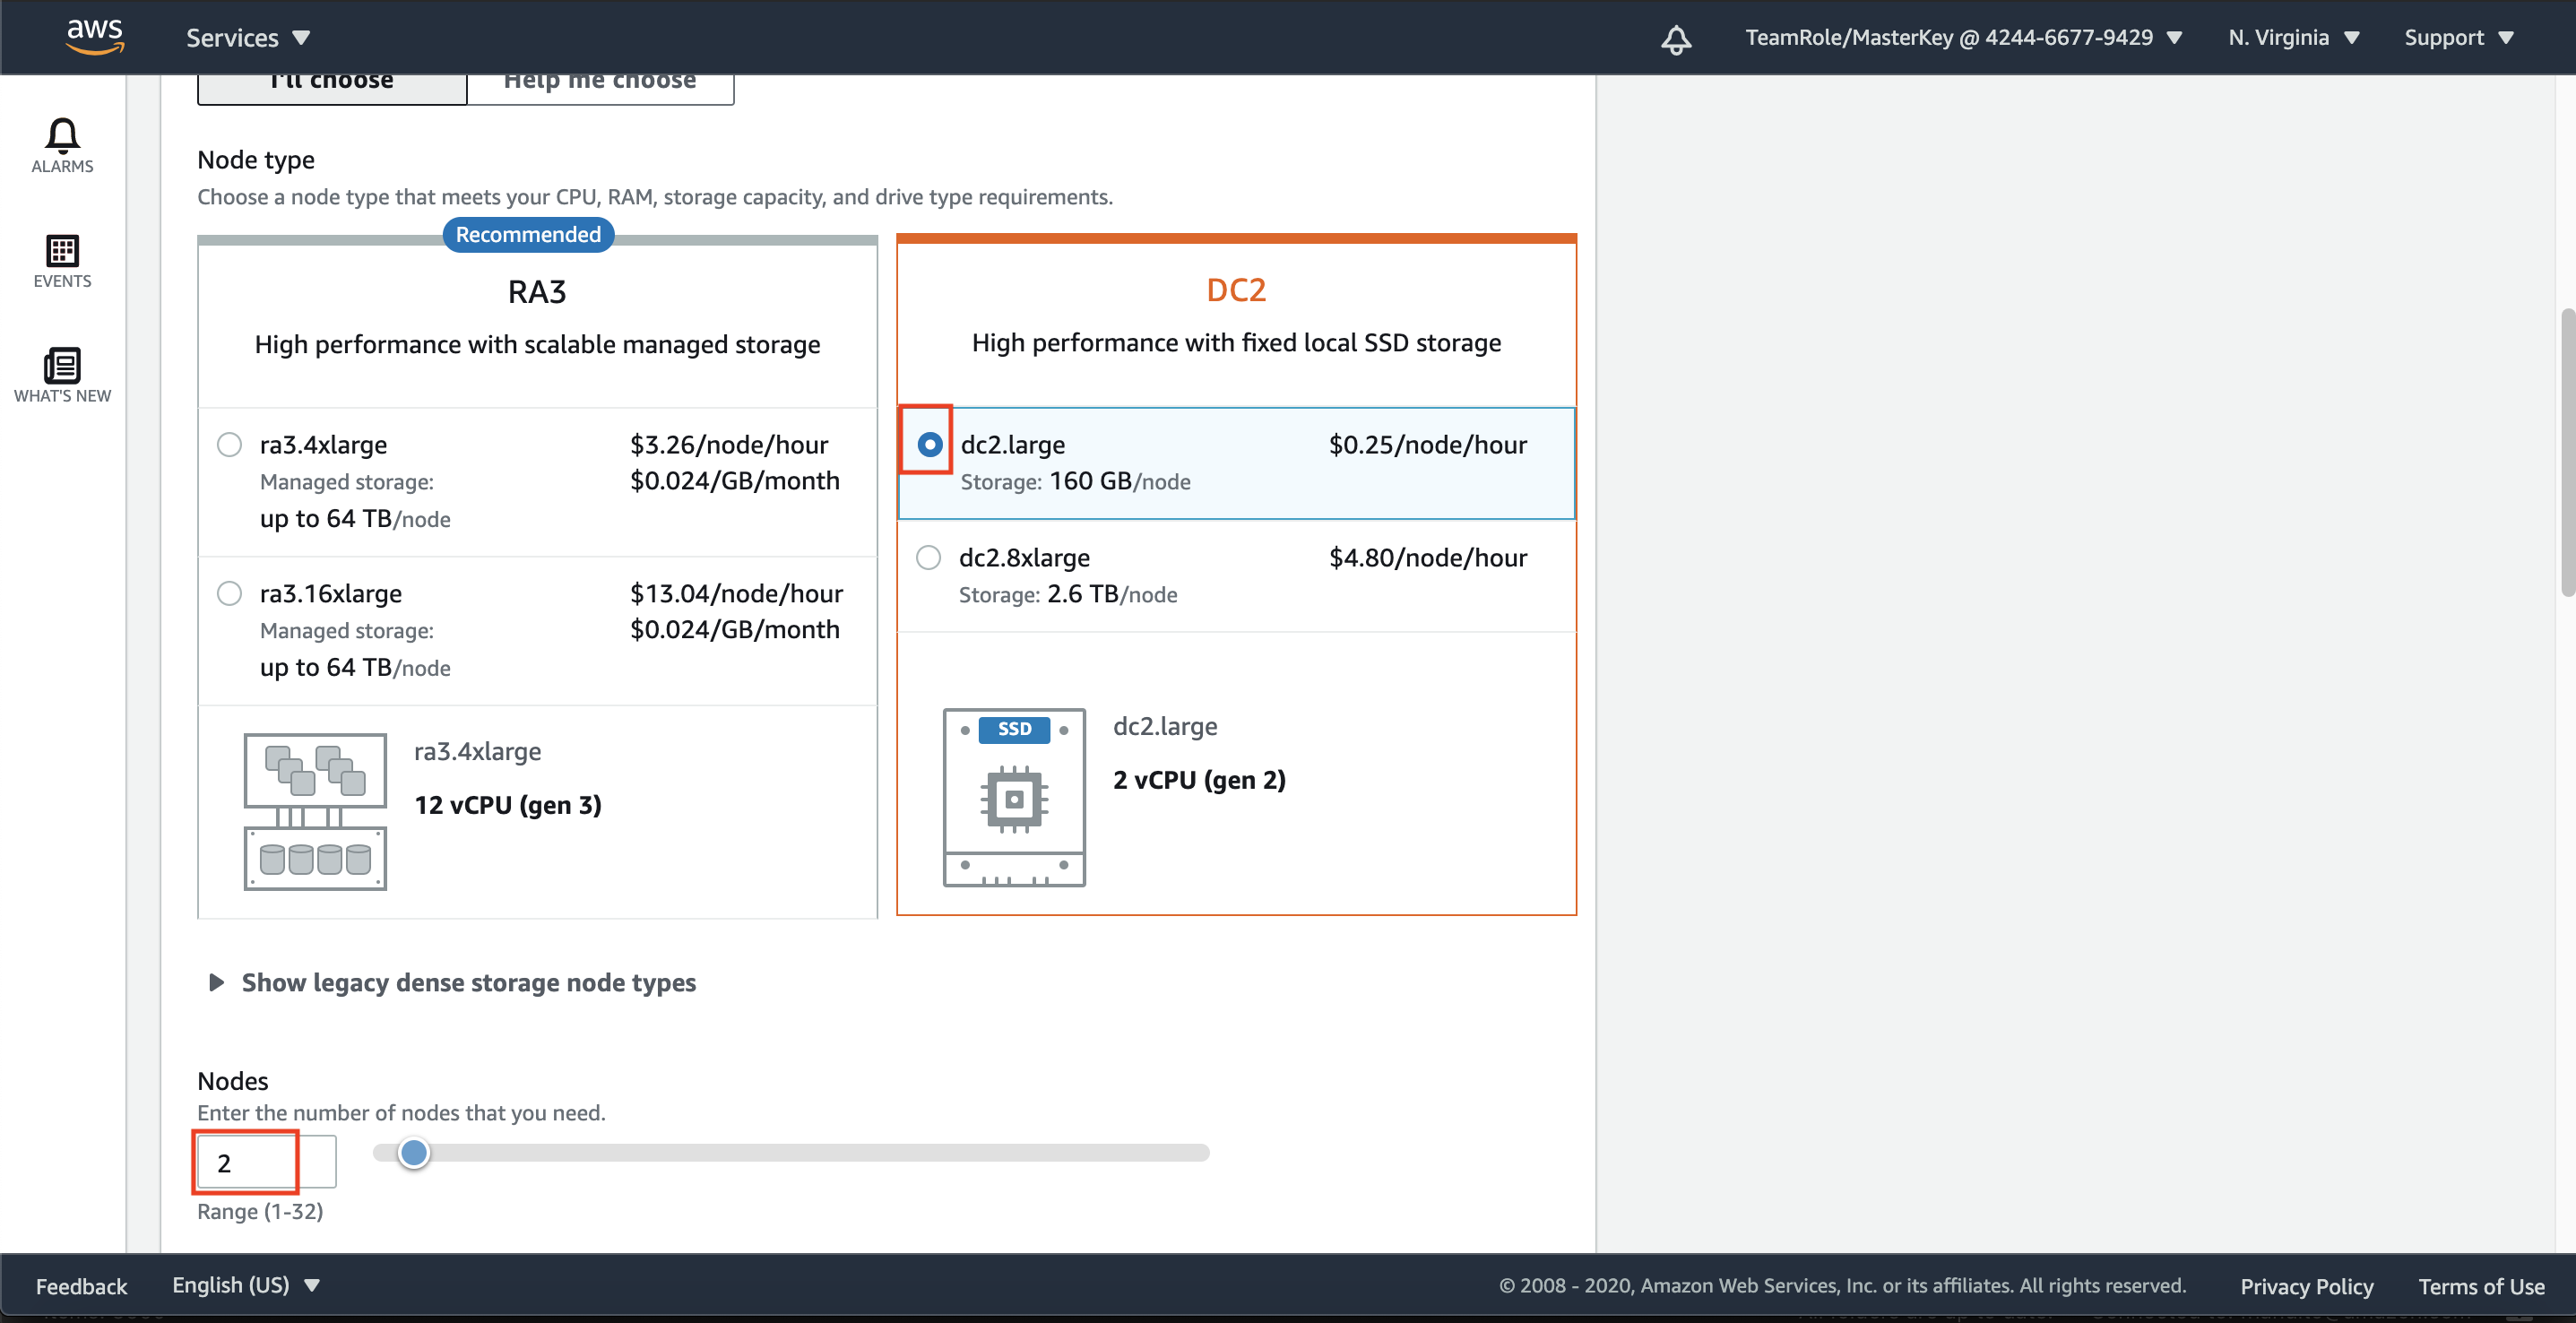 aws Services TeamRole/MasterKey @ 4244-6677-9429 N. Virginia Support
I'll choose Help me choose
ALARMS
EVENTS
WHAT'S NEW
Node type
Choose a node type that meets your CPU, RAM, storage capacity, and drive type requirements.
Recommended
RA3
High performance with scalable managed storage
ra3.4xlarge $3.26/node/hour
Managed storage: $0.024/GB/month
up to 64 TB/node
ra3.16xlarge $13.04/node/hour
Managed storage: $0.024/GB/month
up to 64 TB/node
ra3.4xlarge
12 vCPU (gen 3)
DC2
High performance with fixed local SSD storage
dc2.large $0.25/node/hour
Storage: 160 GB/node
dc2.8xlarge $4.80/node/hour
Storage: 2.6 TB/node
SSD
dc2.large
2 vCPU (gen 2)
Show legacy dense storage node types
Nodes
Enter the number of nodes that you need.
2
Range (1-32)
Feedback English (US) © 2008 - 2020, Amazon Web Services, Inc. or its affiliates. All rights reserved. Privacy Policy Terms of Use